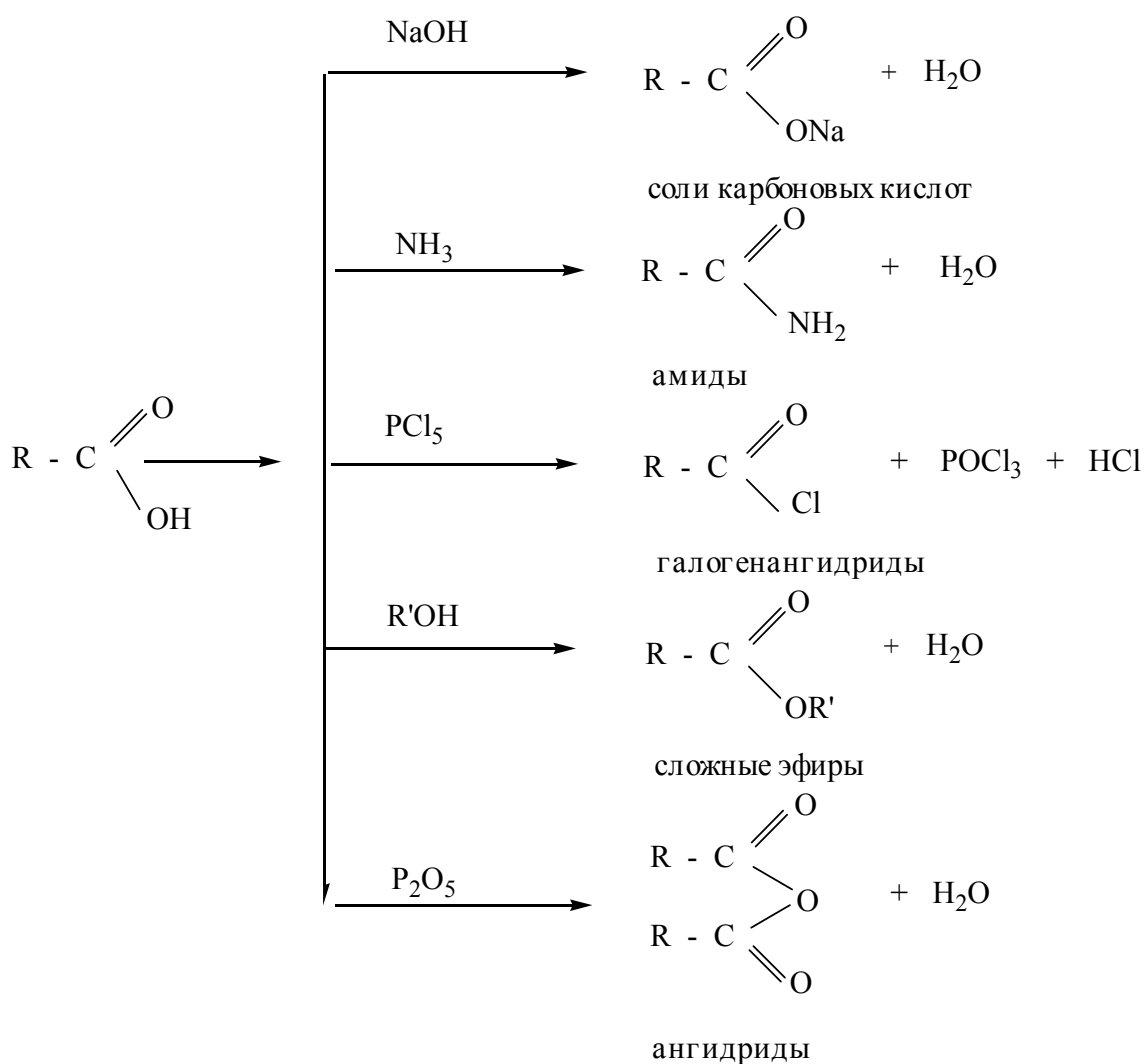 NaOH
O
R - C + H₂O
ONa
соли карбоновых кислот
NH₃
O
R - C + H₂O
NH₂
амиды
O
R - C
OH
PCl₅
O
R - C + POCl₃ + HCl
Cl
галогенангидриды
R'OH
O
R - C + H₂O
OR'
сложные эфиры
P₂O₅
O
R - C
O + H₂O
R - C
O
ангидриды